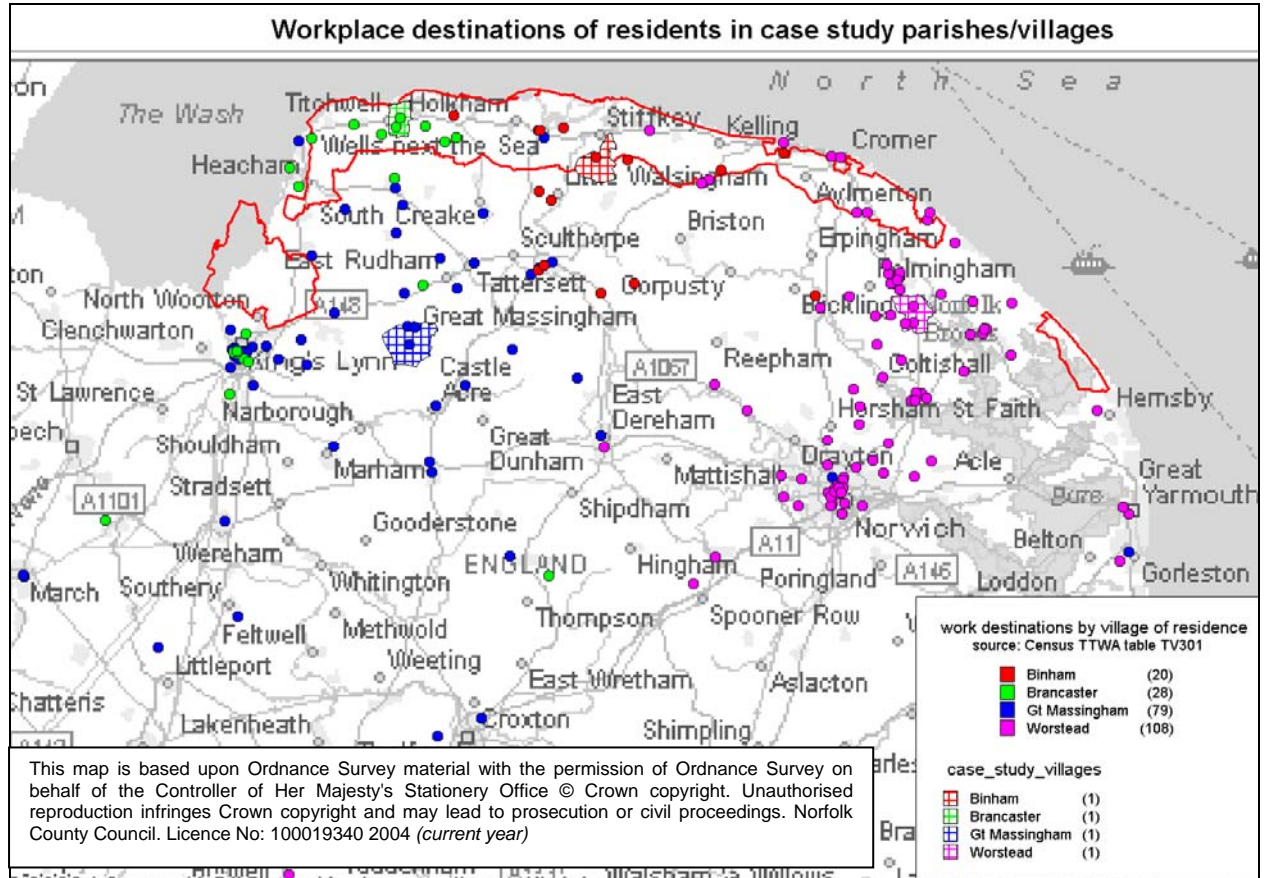 Workplace destinations of residents in case study parishes/villages
North Sea
The Wash
Titchwell
Holkham
Stiffkey
Kelling
Cromer
Wells next the Sea
Heacham
Little Walsingham
Aylmerton
South Creake
Briston
Sculthorpe
Erpingham
East Rudham
Felmingham
Tattersett
Corpusty
North Wootton
A148
Blickling
Norfolk
Clenchwarton
Great Massingham
Broads
King's Lynn
Castle
Acre
A1067
Reepham
Coltishall
St Lawrence
Narborough
East
Dereham
Horsham St Faith
Hemsby
Shouldham
Great
Dunham
Marham
Mattishall
Drayton
Acle
Great
Yarmouth
A1101
Stradsett
Shipdham
Bure
Gooderstone
Norwich
Wereham
ENGLAND
Hingham
A11
Belton
March
Southery
Whitington
Poringland
A146
Loddon
Gorleston
Feltwell
Methwold
Thompson
Spooner Row
Littleport
Weeting
East Wretham
Aslacton
Chatteris
Lakenheath
Croxton
Shimpling
work destinations by village of residence
source: Census TTWA table TV301
Binham (20)
Brancaster (28)
Gt Massingham (79)
Worstead (108)
case_study_villages
Binham (1)
Brancaster (1)
Gt Massingham (1)
Worstead (1)
This map is based upon Ordnance Survey material with the permission of Ordnance Survey on
behalf of the Controller of Her Majesty's Stationery Office © Crown copyright. Unauthorised
reproduction infringes Crown copyright and may lead to prosecution or civil proceedings. Norfolk
County Council. Licence No: 100019340 2004 (current year)